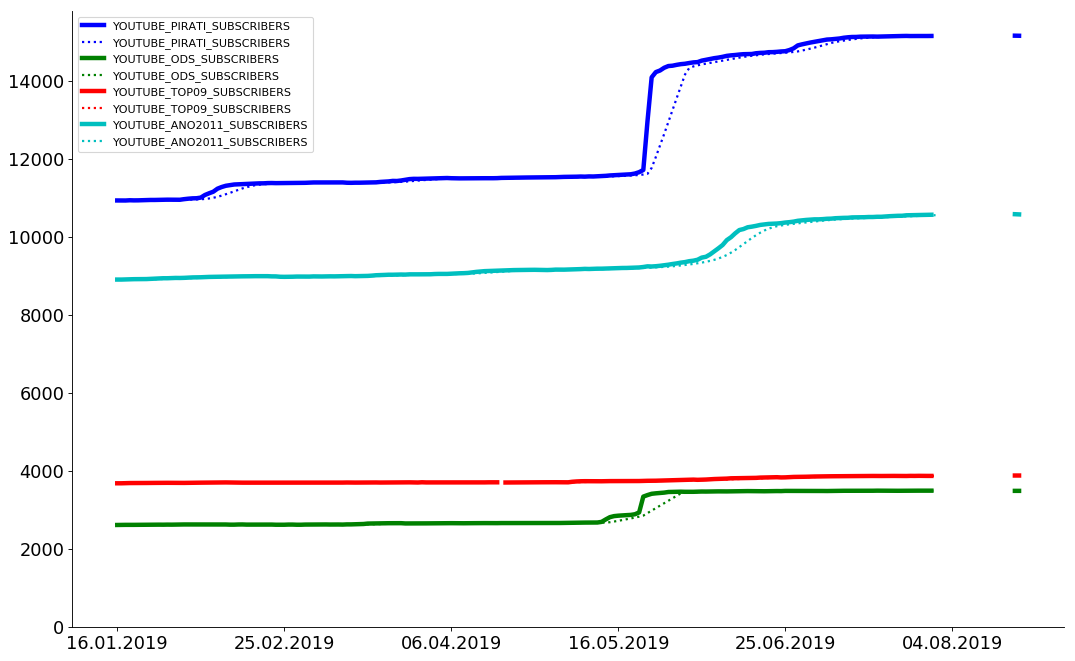 YOUTUBE_PIRATI_SUBSCRIBERS
YOUTUBE_PIRATI_SUBSCRIBERS
YOUTUBE_ODS_SUBSCRIBERS
YOUTUBE_ODS_SUBSCRIBERS
YOUTUBE_TOP09_SUBSCRIBERS
YOUTUBE_TOP09_SUBSCRIBERS
YOUTUBE_ANO2011_SUBSCRIBERS
YOUTUBE_ANO2011_SUBSCRIBERS
14000
12000
10000
8000
6000
4000
2000
0
16.01.2019 25.02.2019 06.04.2019 16.05.2019 25.06.2019 04.08.2019